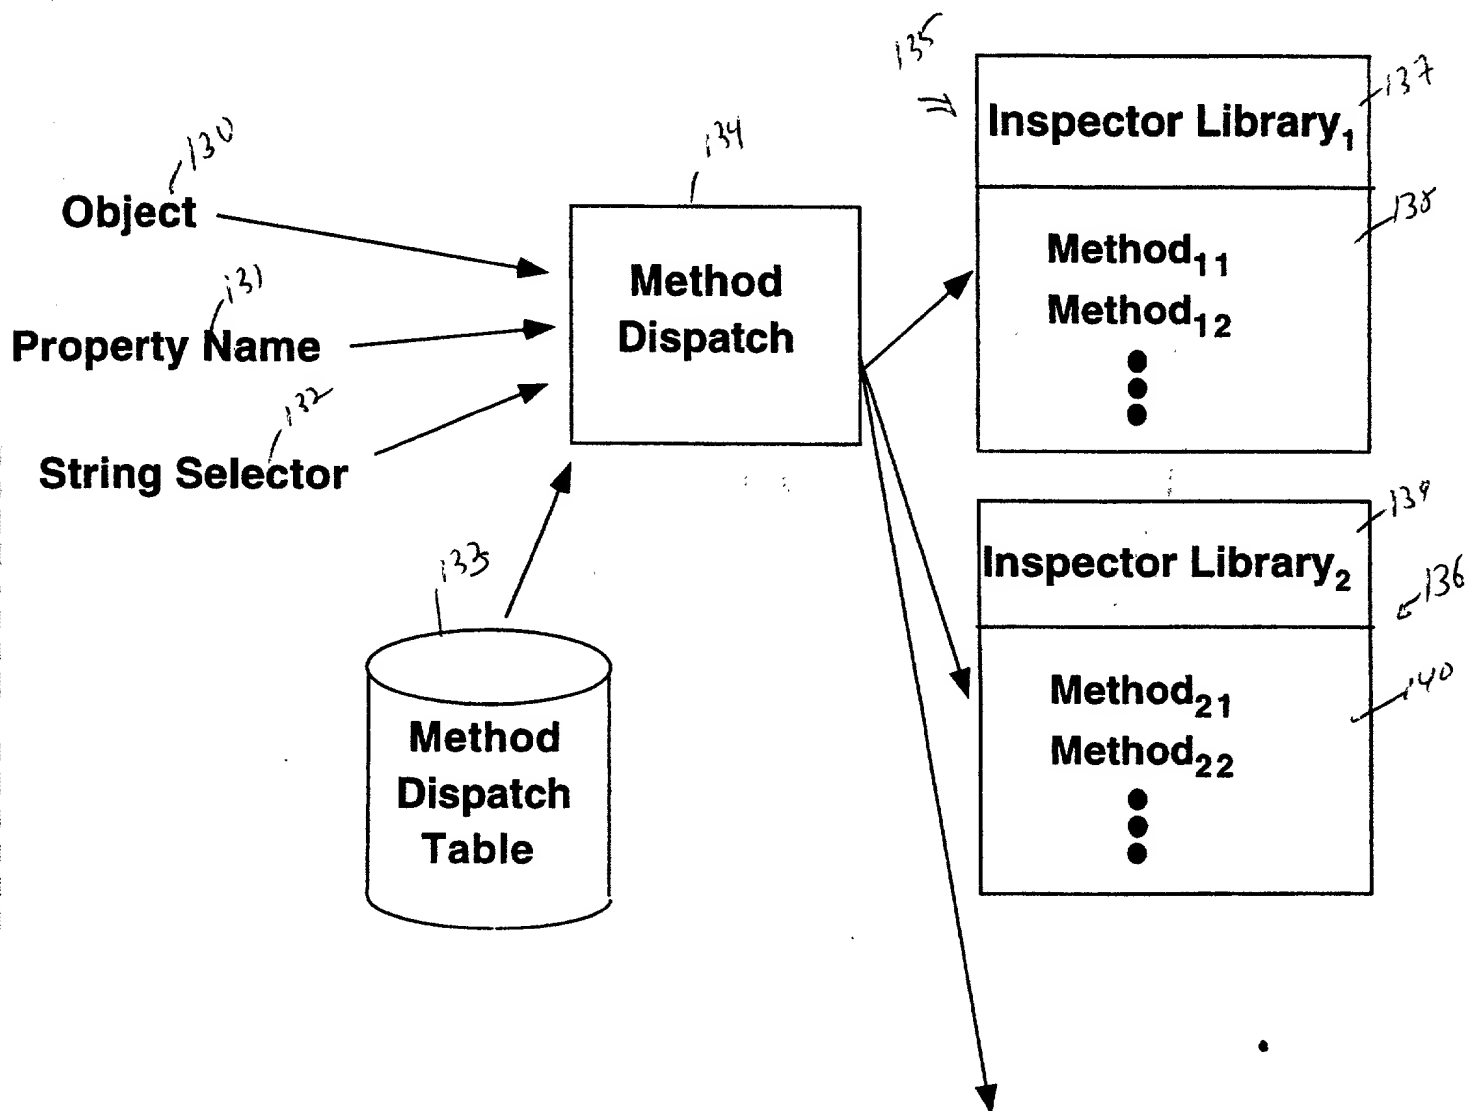 135
137
Inspector Library₁
130
Object
134
138
Method₁₁
Method₁₂
Method
Dispatch
131
Property Name
132
String Selector
139
Inspector Library₂
136
133
140
Method₂₁
Method₂₂
Method
Dispatch
Table